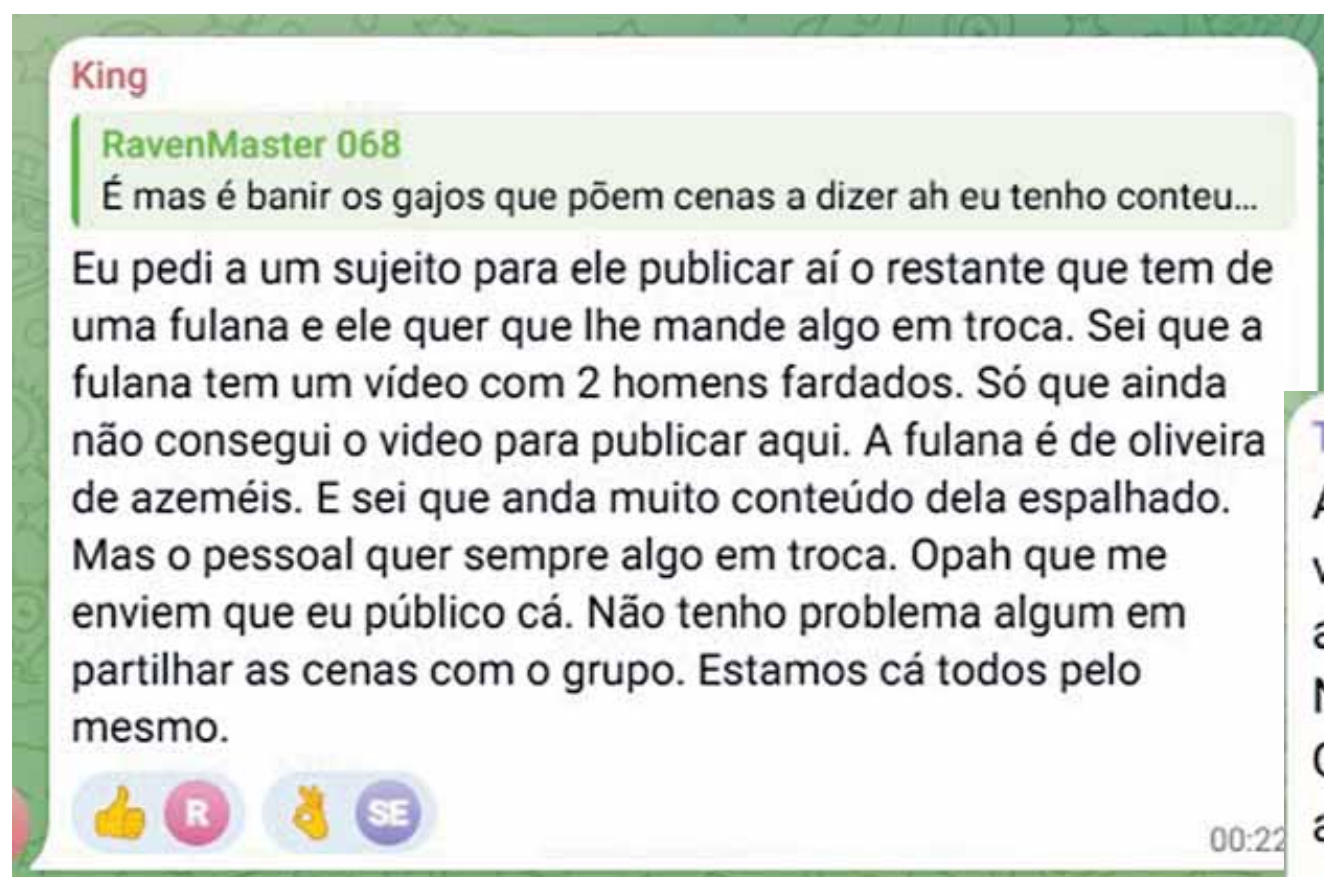 King
RavenMaster 068
É mas é banir os gajos que põem cenas a dizer ah eu tenho conteu...
Eu pedi a um sujeito para ele publicar aí o restante que tem de
uma fulana e ele quer que lhe mande algo em troca. Sei que a
fulana tem um vídeo com 2 homens fardados. Só que ainda
não consegui o video para publicar aqui. A fulana é de oliveira
de azeméis. E sei que anda muito conteúdo dela espalhado.
Mas o pessoal quer sempre algo em troca. Opah que me
enviem que eu público cá. Não tenho problema algum em
partilhar as cenas com o grupo. Estamos cá todos pelo
mesmo.
R SE
00:22